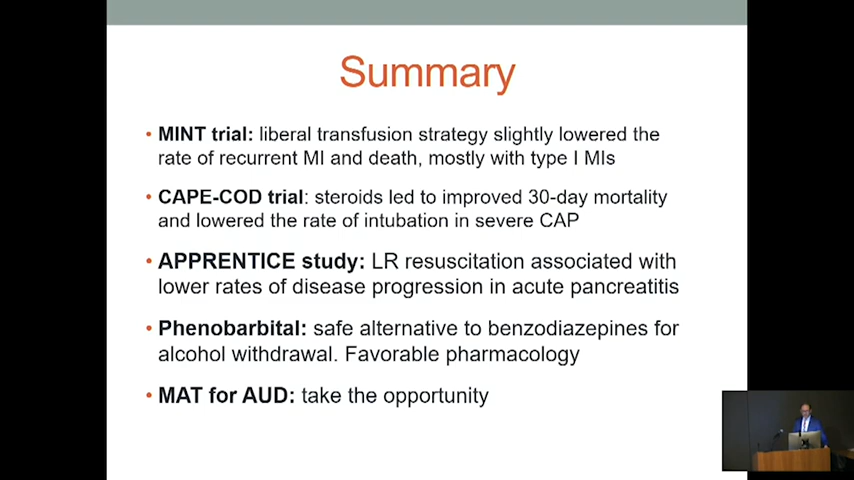 Summary
• MINT trial: liberal transfusion strategy slightly lowered the
rate of recurrent MI and death, mostly with type I MIs
• CAPE-COD trial: steroids led to improved 30-day mortality
and lowered the rate of intubation in severe CAP
• APPRENTICE study: LR resuscitation associated with
lower rates of disease progression in acute pancreatitis
• Phenobarbital: safe alternative to benzodiazepines for
alcohol withdrawal. Favorable pharmacology
• MAT for AUD: take the opportunity